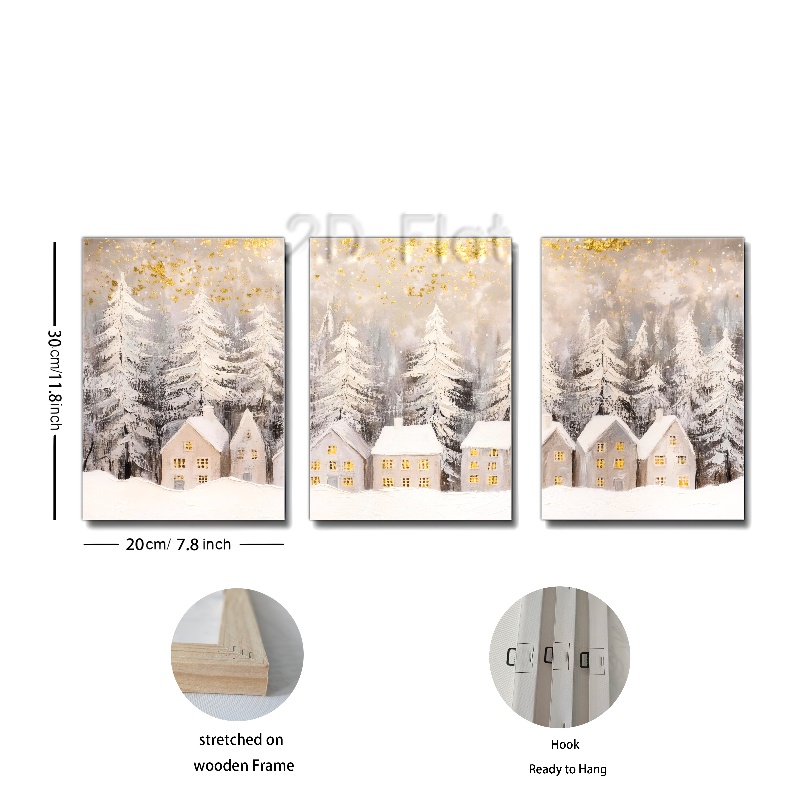 2D Flat
30cm/11.8inch
20cm/ 7.8 inch
stretched on
wooden Frame
Hook
Ready to Hang